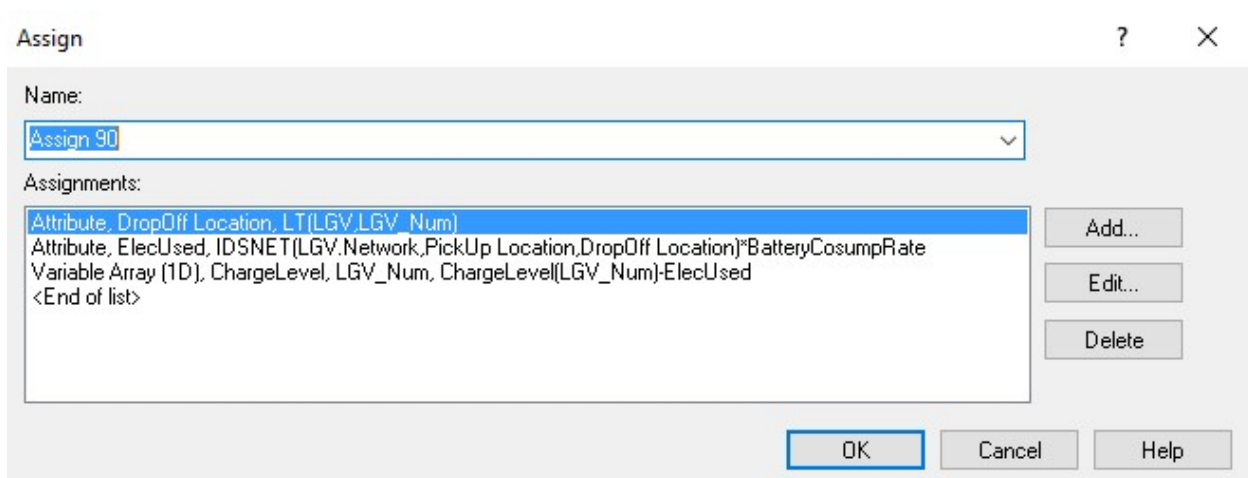 Assign
?
Name:
Assign 90
Assignments:
Attribute, DropOff Location, LT(LGV,LGV_Num)
Attribute, ElecUsed, IDSNET(LGV.Network,PickUp Location,DropOff Location)*BatteryCosumpRate
Variable Array (1D), ChargeLevel, LGV_Num, ChargeLevel(LGV_Num)-ElecUsed
<End of list>
Add...
Edit...
Delete
OK Cancel Help